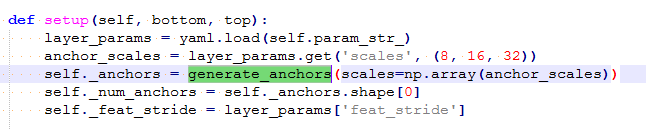 def setup(self, bottom, top):
    layer_params = yaml.load(self.param_str_)
    anchor_scales = layer_params.get('scales', (8, 16, 32))
    self._anchors = generate_anchors(scales=np.array(anchor_scales))
    self._num_anchors = self._anchors.shape[0]
    self._feat_stride = layer_params['feat_stride']